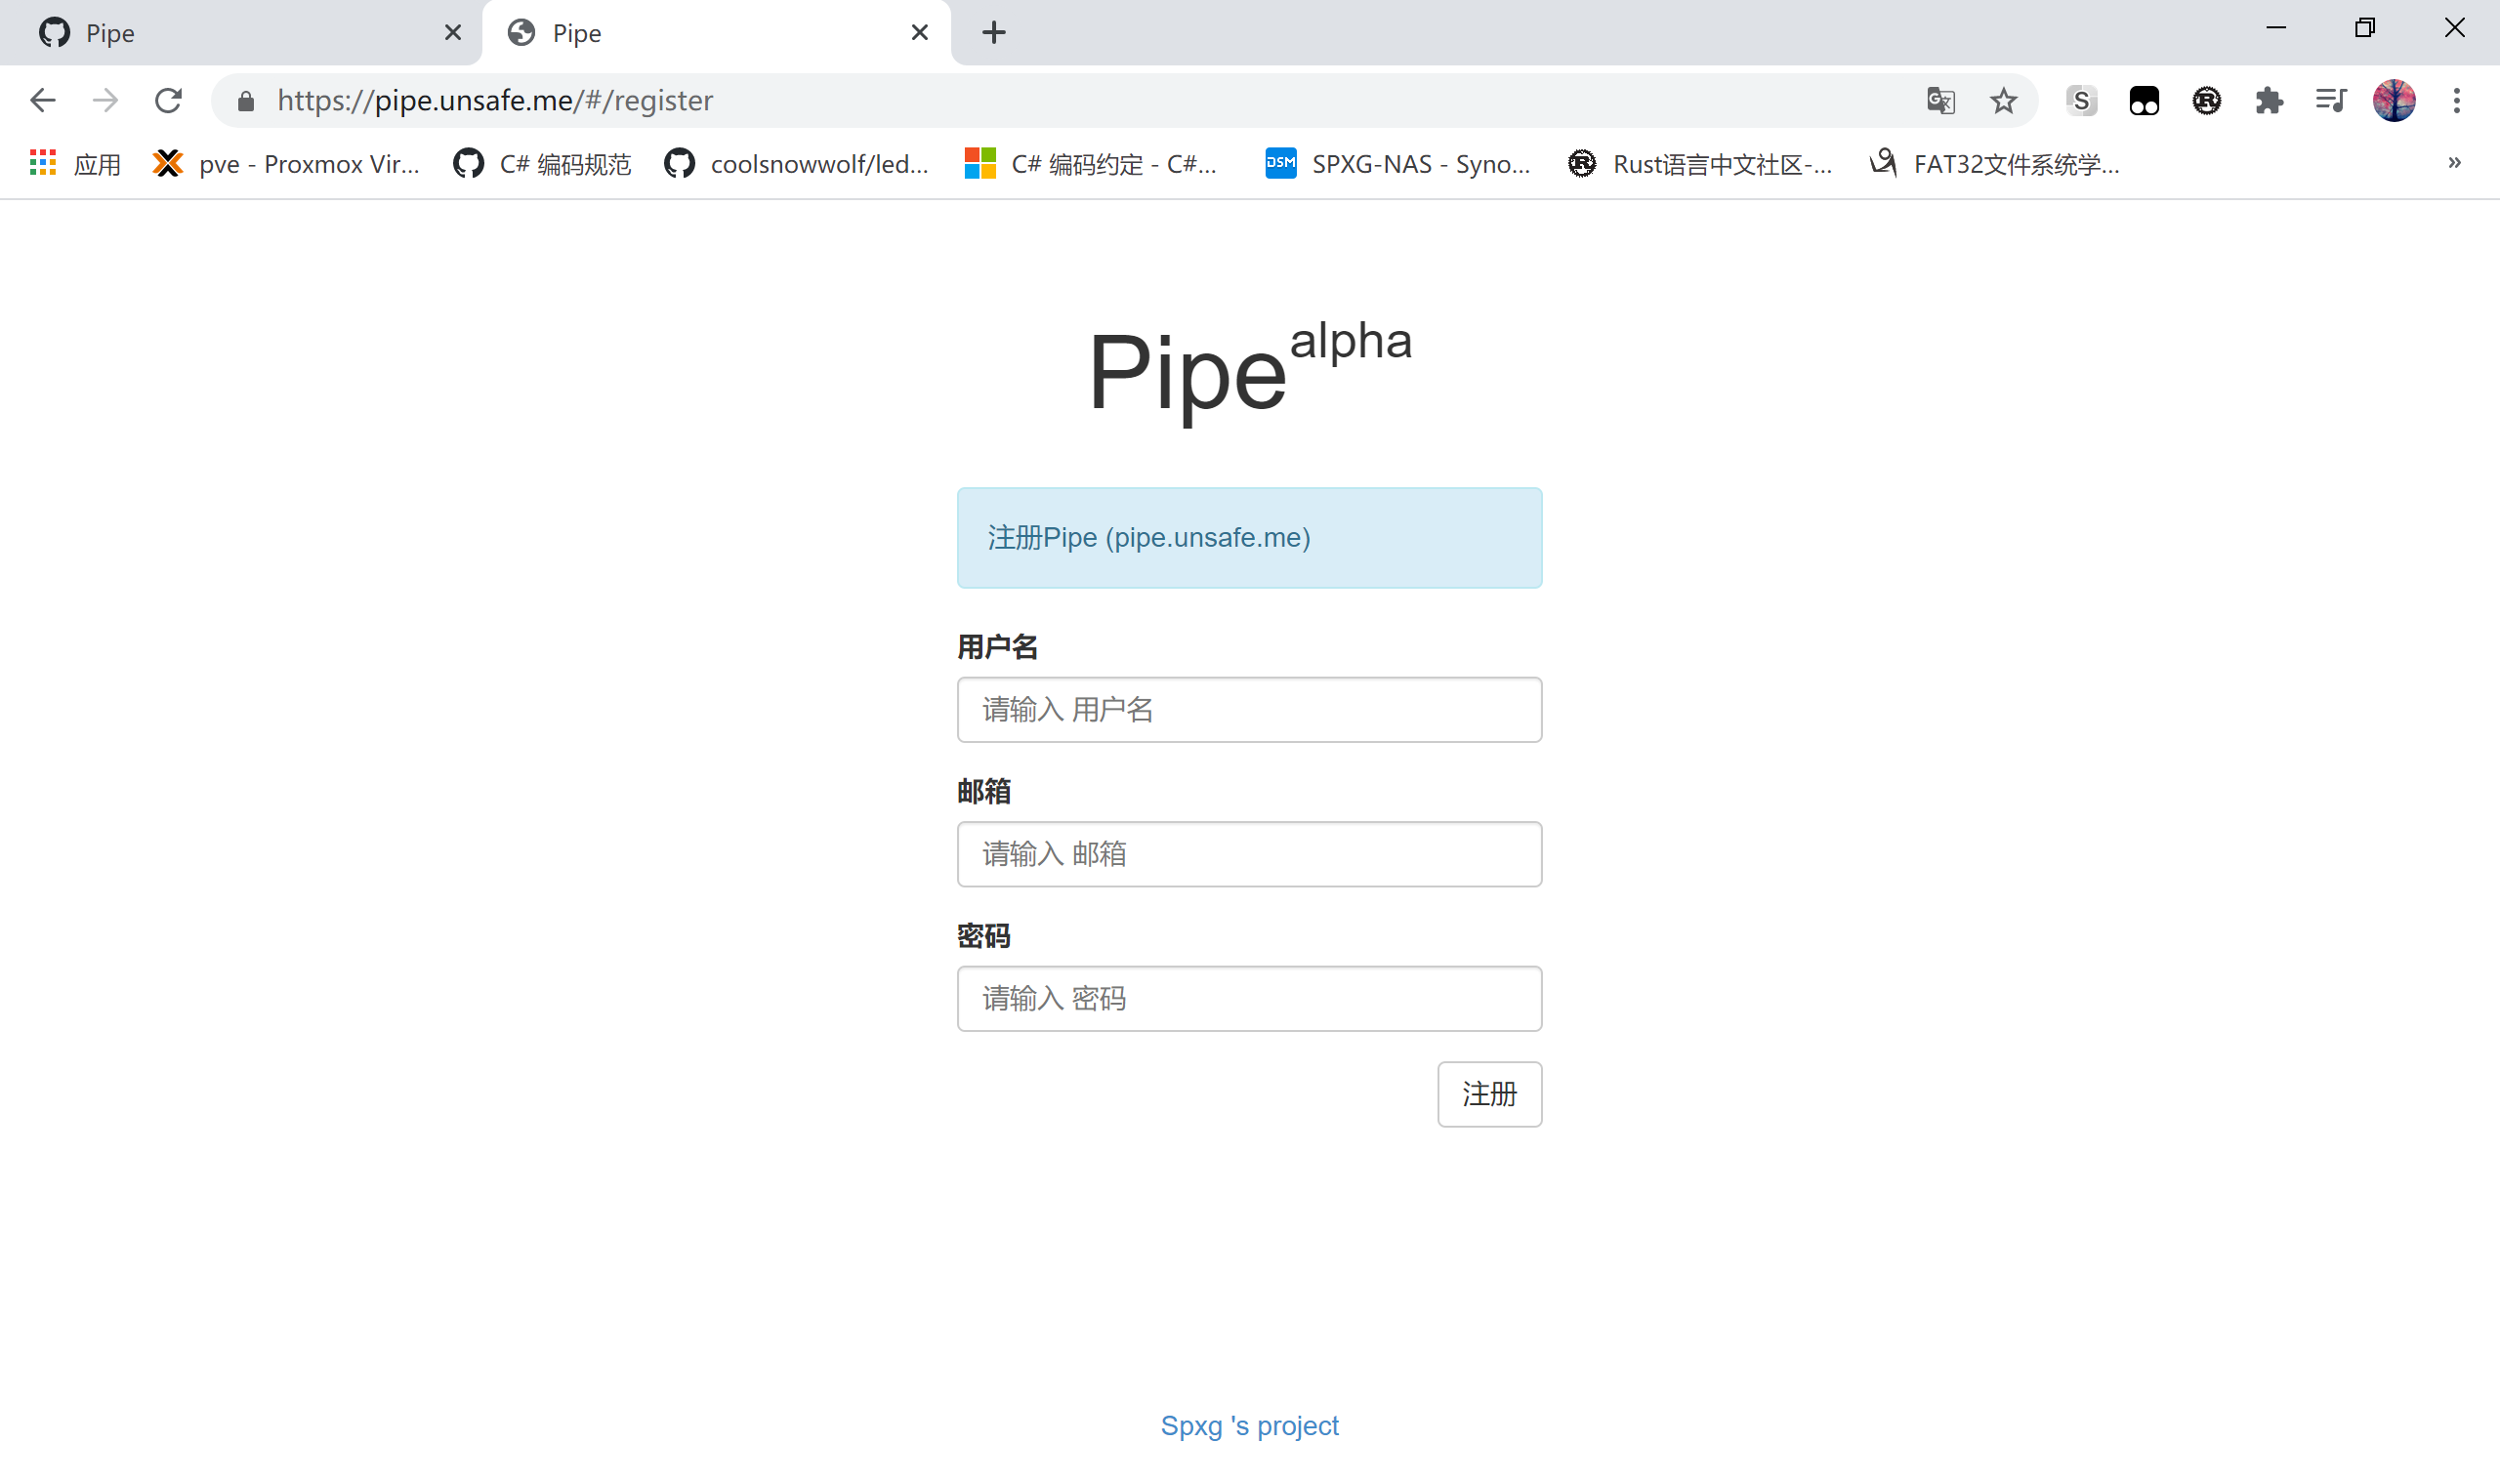 Pipe
Pipe
https://pipe.unsafe.me/#/register
应用 pve - Proxmox Vir... C# 编码规范 coolsnowwolf/led... C# 编码约定 - C#... DSM SPXG-NAS - Syno... Rust语言中文社区-... FAT32文件系统学... »
Pipe alpha
注册Pipe (pipe.unsafe.me)
用户名
请输入 用户名
邮箱
请输入 邮箱
密码
请输入 密码
注册
Spxg 's project